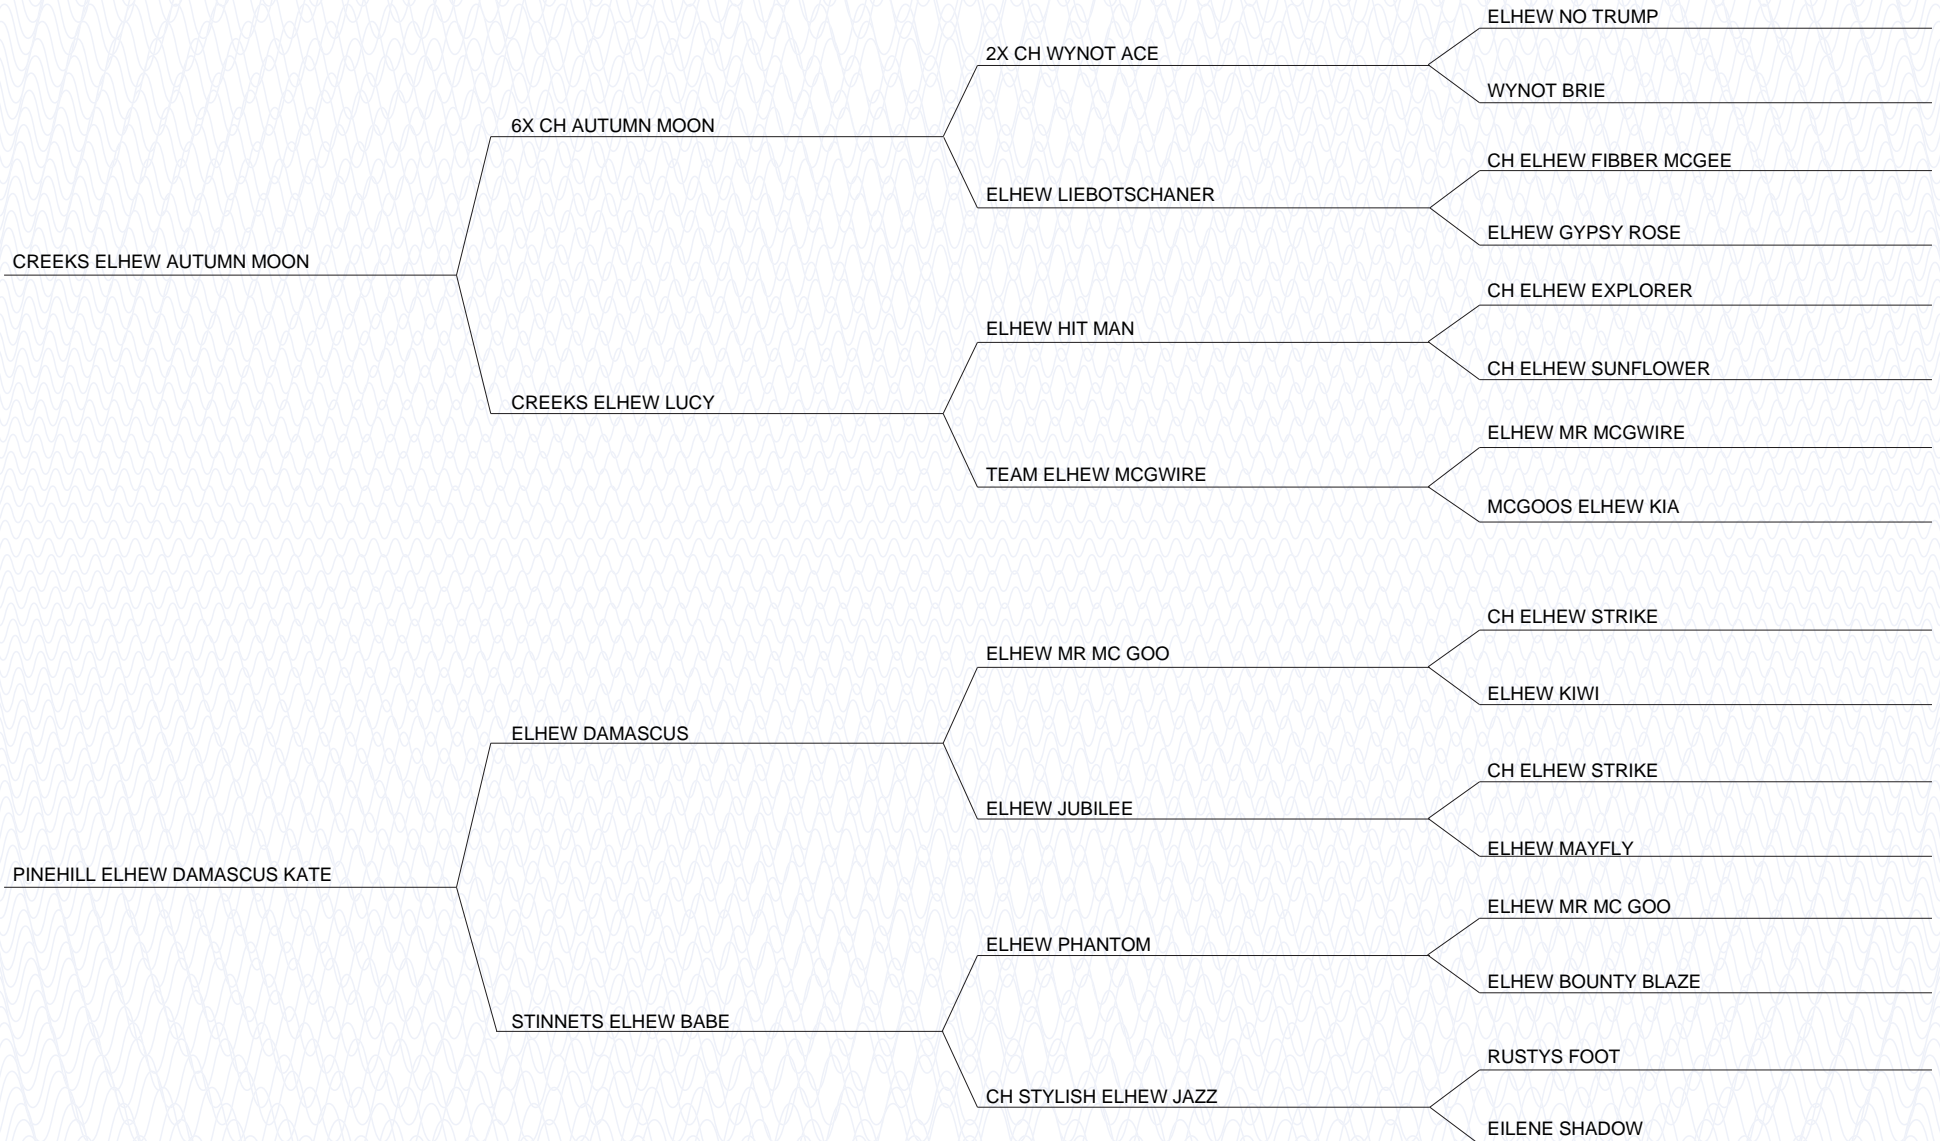 ELHEW NO TRUMP
2X CH WYNOT ACE
WYNOT BRIE
6X CH AUTUMN MOON
CH ELHEW FIBBER MCGEE
ELHEW LIEBOTSCHANER
ELHEW GYPSY ROSE
CREEKS ELHEW AUTUMN MOON
CH ELHEW EXPLORER
ELHEW HIT MAN
CH ELHEW SUNFLOWER
CREEKS ELHEW LUCY
ELHEW MR MCGWIRE
TEAM ELHEW MCGWIRE
MCGOOS ELHEW KIA
CH ELHEW STRIKE
ELHEW MR MC GOO
ELHEW KIWI
ELHEW DAMASCUS
CH ELHEW STRIKE
ELHEW JUBILEE
ELHEW MAYFLY
PINEHILL ELHEW DAMASCUS KATE
ELHEW MR MC GOO
ELHEW PHANTOM
ELHEW BOUNTY BLAZE
STINNETS ELHEW BABE
RUSTYS FOOT
CH STYLISH ELHEW JAZZ
EILENE SHADOW